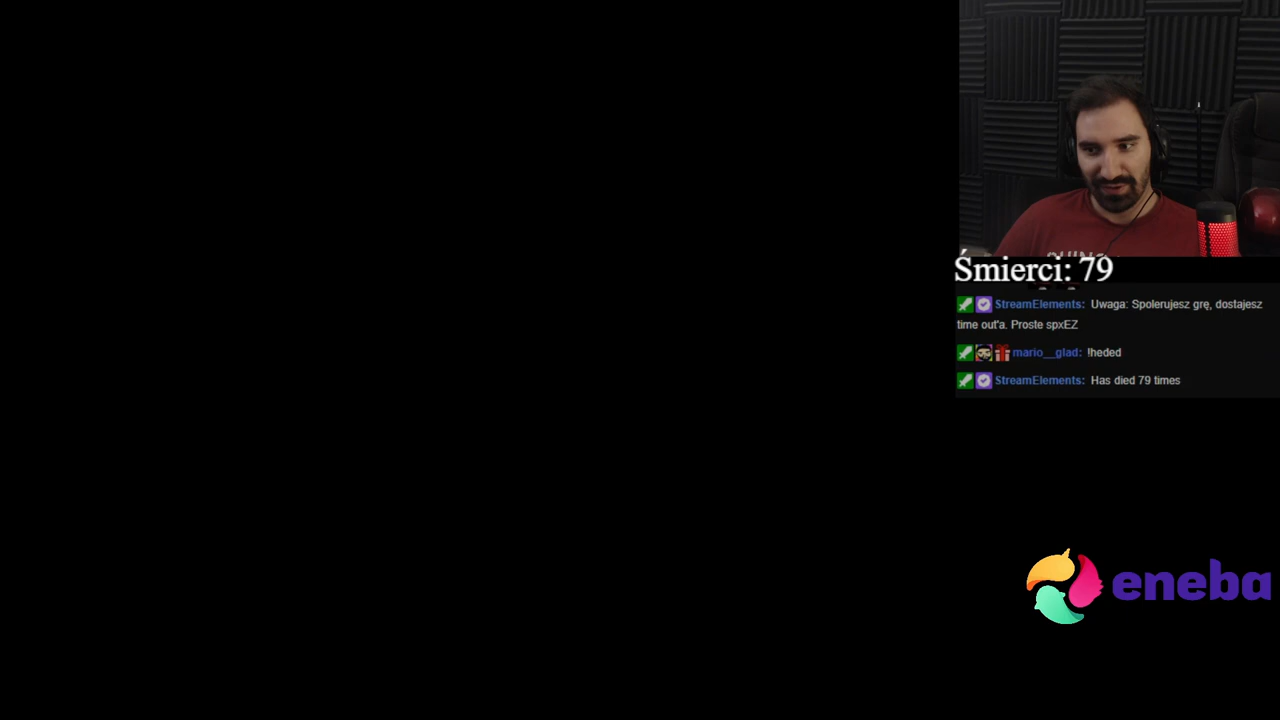 Śmierci: 79
StreamElements: Uwaga: Spolerujesz grę, dostajesz
time out'a. Proste spxEZ
mario__glad: !heded
StreamElements: Has died 79 times
eneba